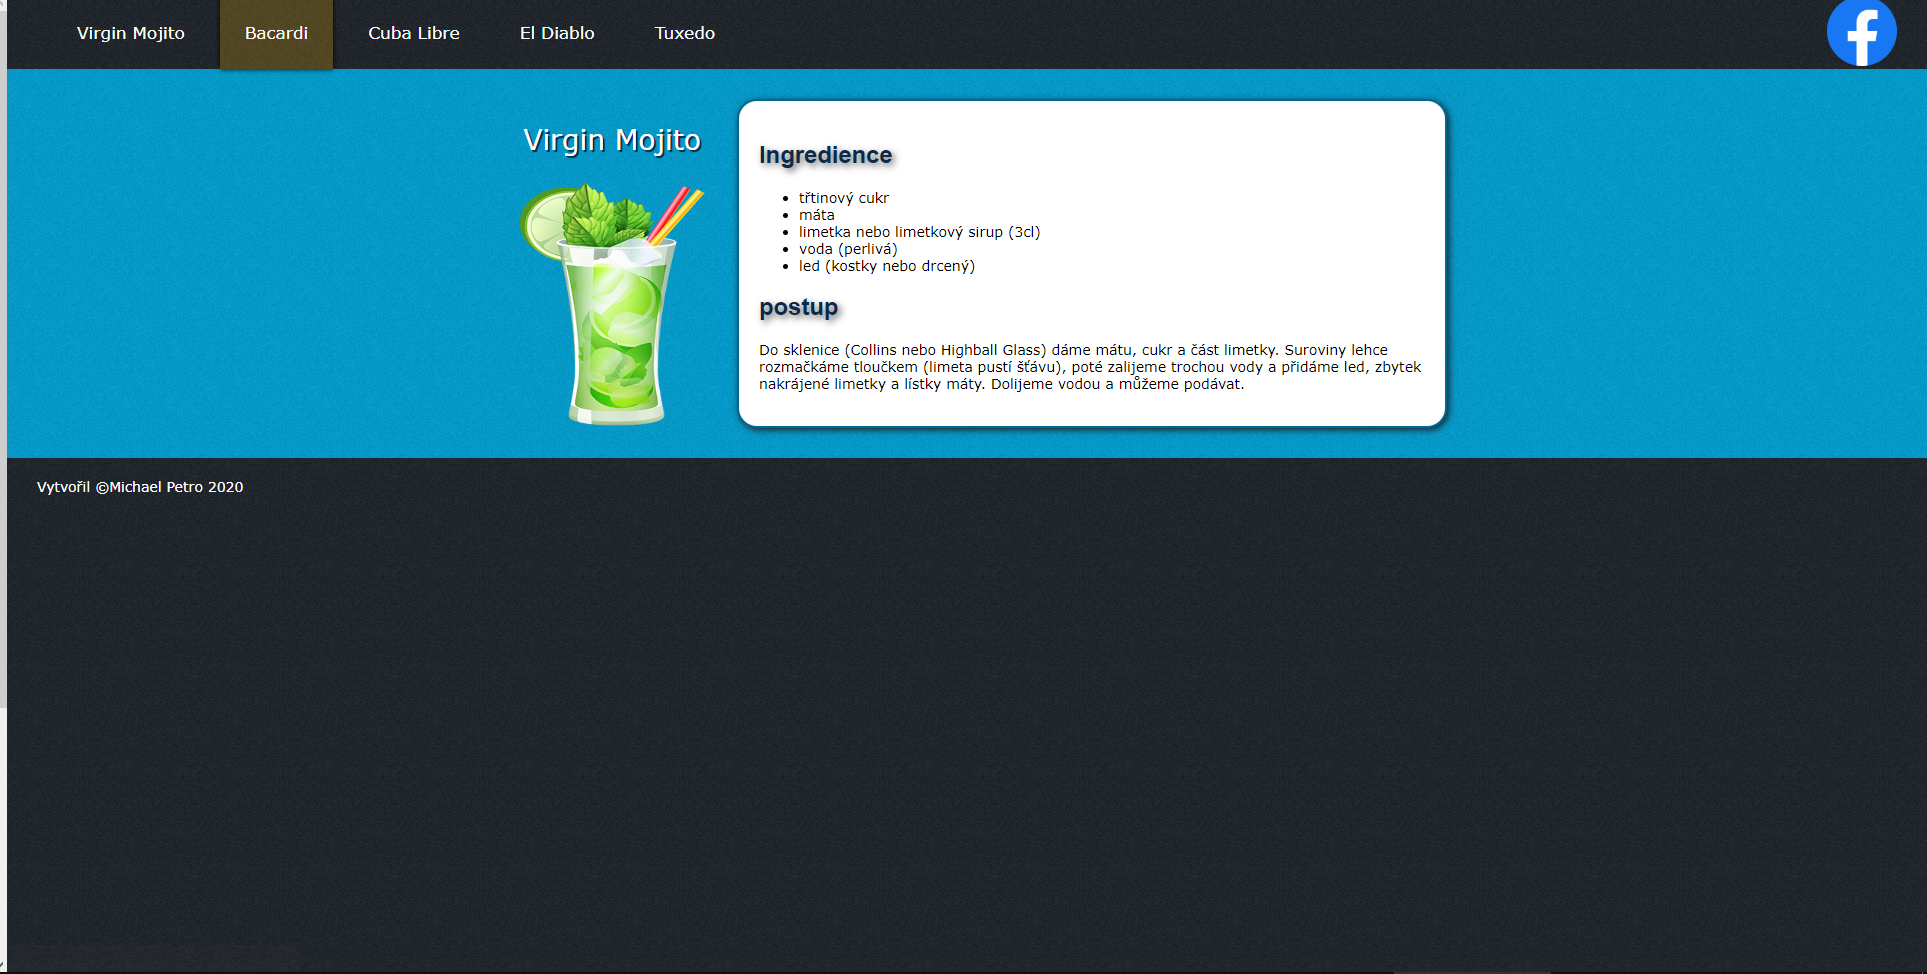 Virgin Mojito Bacardi Cuba Libre El Diablo Tuxedo
Virgin Mojito
Ingredience
třtinový cukr
máta
limetka nebo limetkový sirup (3cl)
voda (perlivá)
led (kostky nebo drcený)
postup
Do sklenice (Collins nebo Highball Glass) dáme mátu, cukr a část limetky. Suroviny lehce
rozmačkáme tloučkem (limeta pustí šťávu), poté zalijeme trochou vody a přidáme led, zbytek
nakrájené limetky a lístky máty. Dolijeme vodou a můžeme podávat.
Vytvořil ©Michael Petro 2020